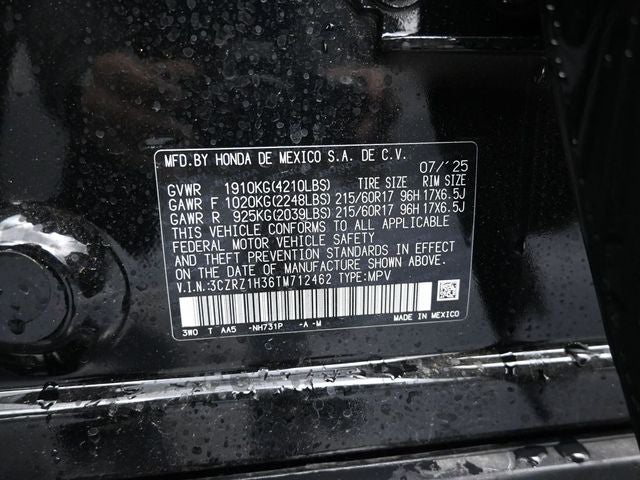 MFD.BY HONDA DE MEXICO S.A. DE C.V.
07/'25
GVWR 1910KG(4210LBS) TIRE SIZE RIM SIZE
GAWR F 1020KG(2248LBS) 215/60R17 96H 17X6.5J
GAWR R 925KG(2039LBS) 215/60R17 96H 17X6.5J
THIS VEHICLE CONFORMS TO ALL APPLICABLE
FEDERAL MOTOR VEHICLE SAFETY
AND THEFT PREVENTION STANDARDS IN EFFECT
ON THE DATE OF MANUFACTURE SHOWN ABOVE.
V.I.N.:3CZRZ1H36TM712462 TYPE:MPV
3W0 T AA5 -NH731P -A -M MADE IN MEXICO